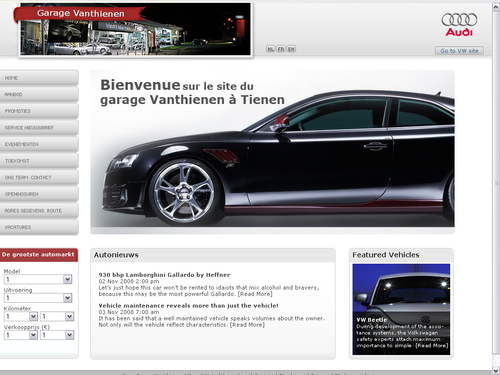 Garage Vanthienen
Audi
NL FR EN
Go to VW site
HOME
AANBOD
PROMOTIES
SERVICE NIEUWSBRIEF
EVENEMENTEN
TOEKOMST
ONS TEAM CONTACT
OPENINGSUREN
ADRES GEGEVENS ROUTE
VACATURES
Bienvenue sur le site du
garage Vanthienen à Tienen
De grootste automarkt
Model
1
Uitvoering
1
Kilometer
1 1
Verkoopprijs (€)
1 1
Autonieuws
930 bhp Lamborghini Gallardo by Heffner
02 Nov 2008 2:00 pm
Let's just hope this car won't be rented to idaiots that mix alcohol and bravery,
because this may be the most powerful Gallardo. [Read More]
Vehicle maintenance reveals more than just the vehicle!
03 Nov 2008 7:00 am
It has been said that a well maintained vehicle speaks volumes about the owner.
Not only will the vehicle reflect characteristics. [Read More]
Featured Vehicles
VW Beetle
During development of the assis-
tance systems, the Volkswagen
safety experts attach maximum
importance to simple [Read More]